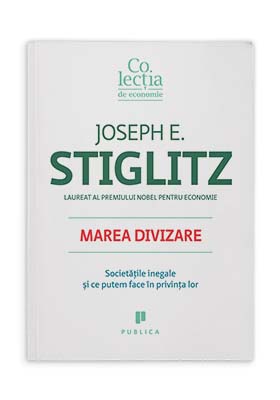 Co.
lecția
de economie
JOSEPH E.
STIGLITZ
LAUREAT AL PREMIULUI NOBEL PENTRU ECONOMIE
MAREA DIVIZARE
Societățile inegale
și ce putem face în privința lor
PUBLICA